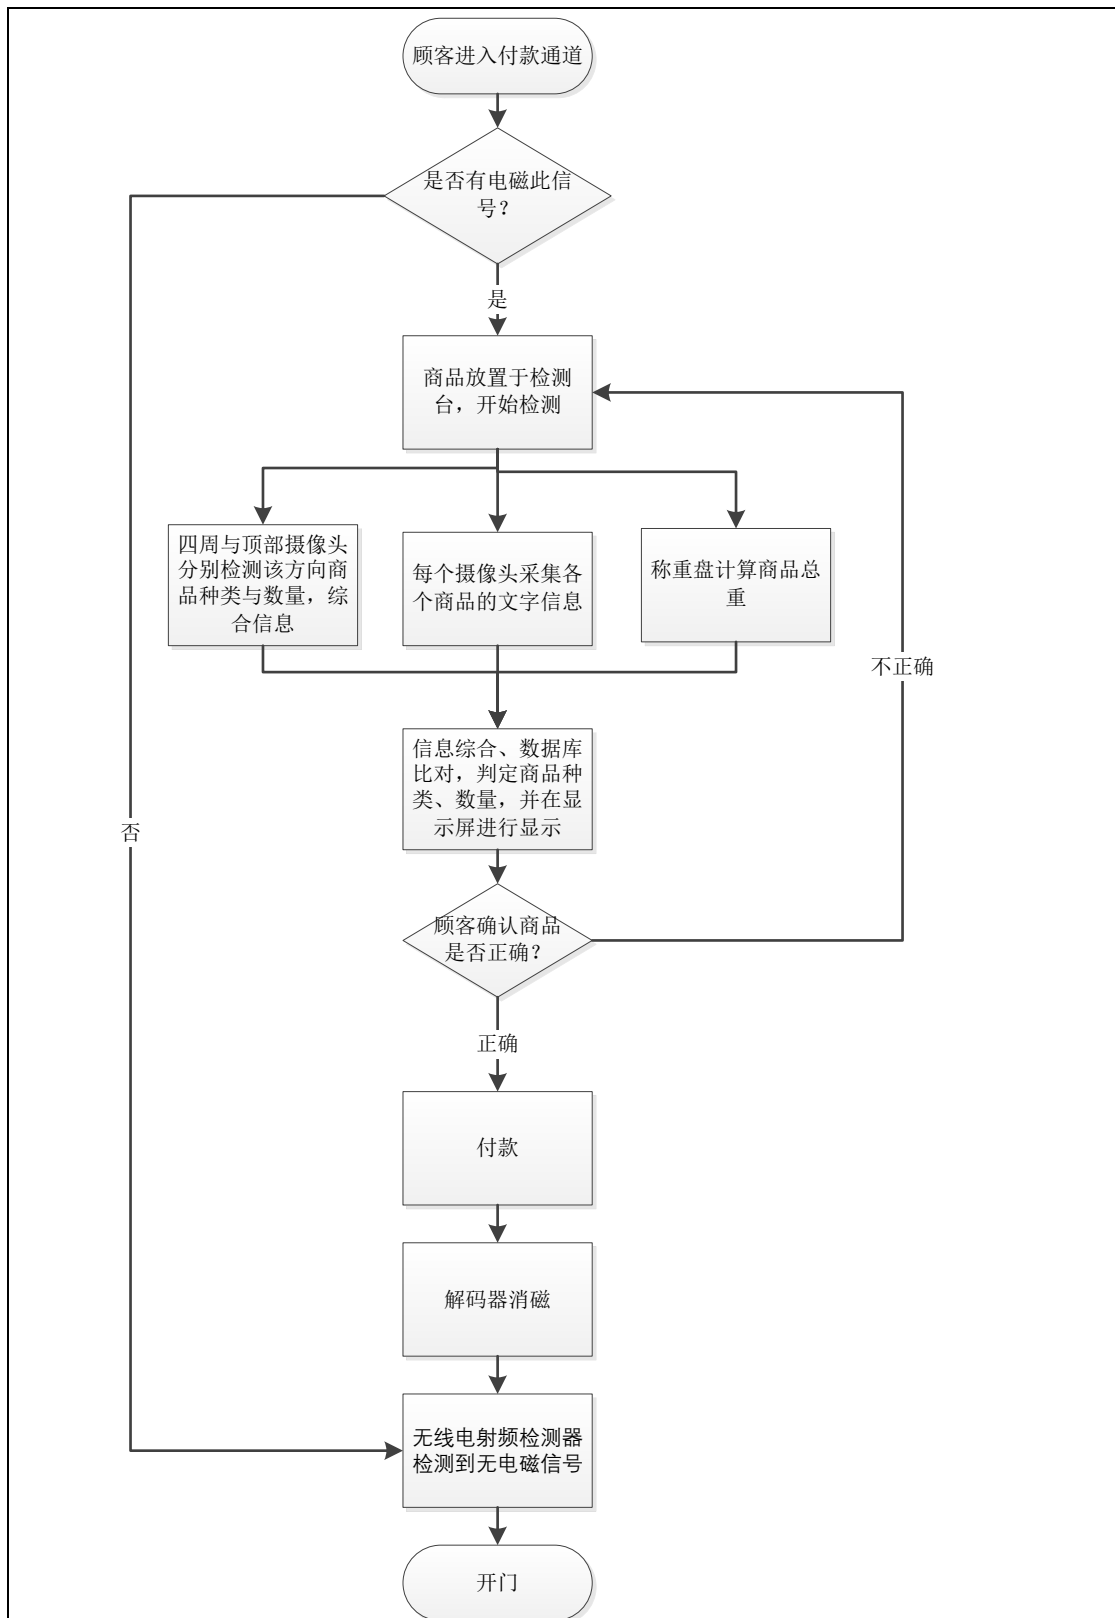 顾客进入付款通道
是否有电磁此信
号？
是
商品放置于检测
台，开始检测
四周与顶部摄像头
分别检测该方向商
品种类与数量，综
合信息
每个摄像头采集各
个商品的文字信息
称重盘计算商品总
重
不正确
信息综合、数据库
比对，判定商品种
类、数量，并在显
示屏进行显示
否
顾客确认商品
是否正确？
正确
付款
解码器消磁
无线电射频检测器
检测到无电磁信号
开门